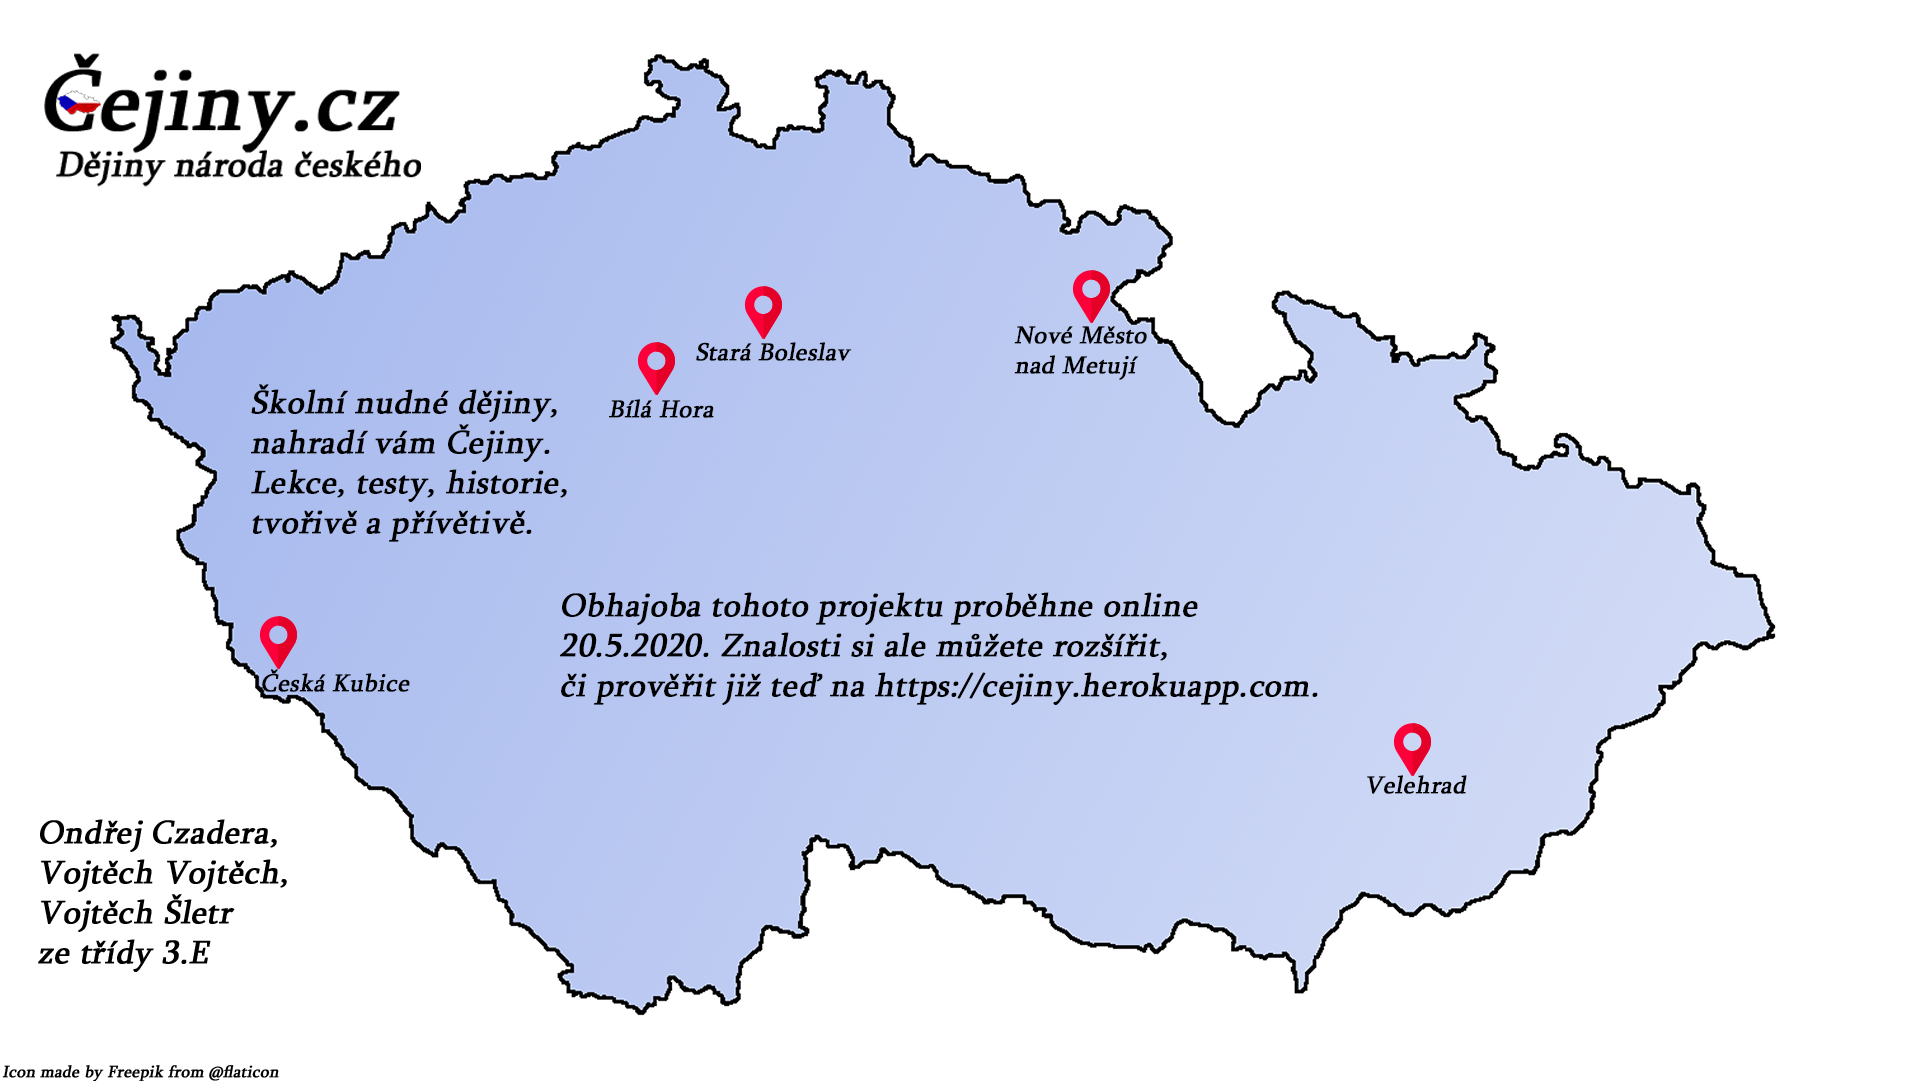 Čejiny.cz
Dějiny národa českého
Stará Boleslav
Nové Město
nad Metují
Bílá Hora
Školní nudné dějiny,
nahradí vám Čejiny.
Lekce, testy, historie,
tvořivě a přívětivě.
Obhajoba tohoto projektu proběhne online
20.5.2020. Znalosti si ale můžete rozšířit,
či prověřit již teď na https://cejiny.herokuapp.com.
Česká Kubice
Velehrad
Ondřej Czadera,
Vojtěch Vojtěch,
Vojtěch Šletr
ze třídy 3.E
Icon made by Freepik from @flaticon